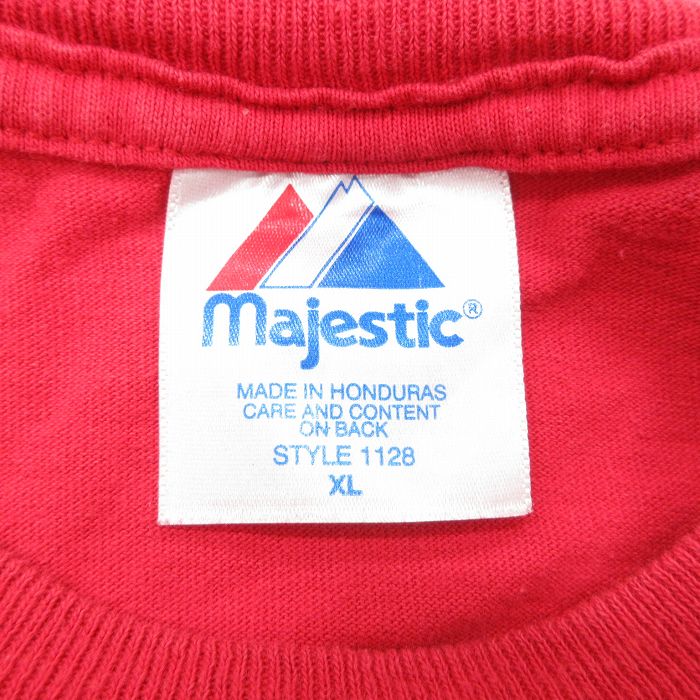 Majestic®
MADE IN HONDURAS
CARE AND CONTENT
ON BACK
STYLE 1128
XL